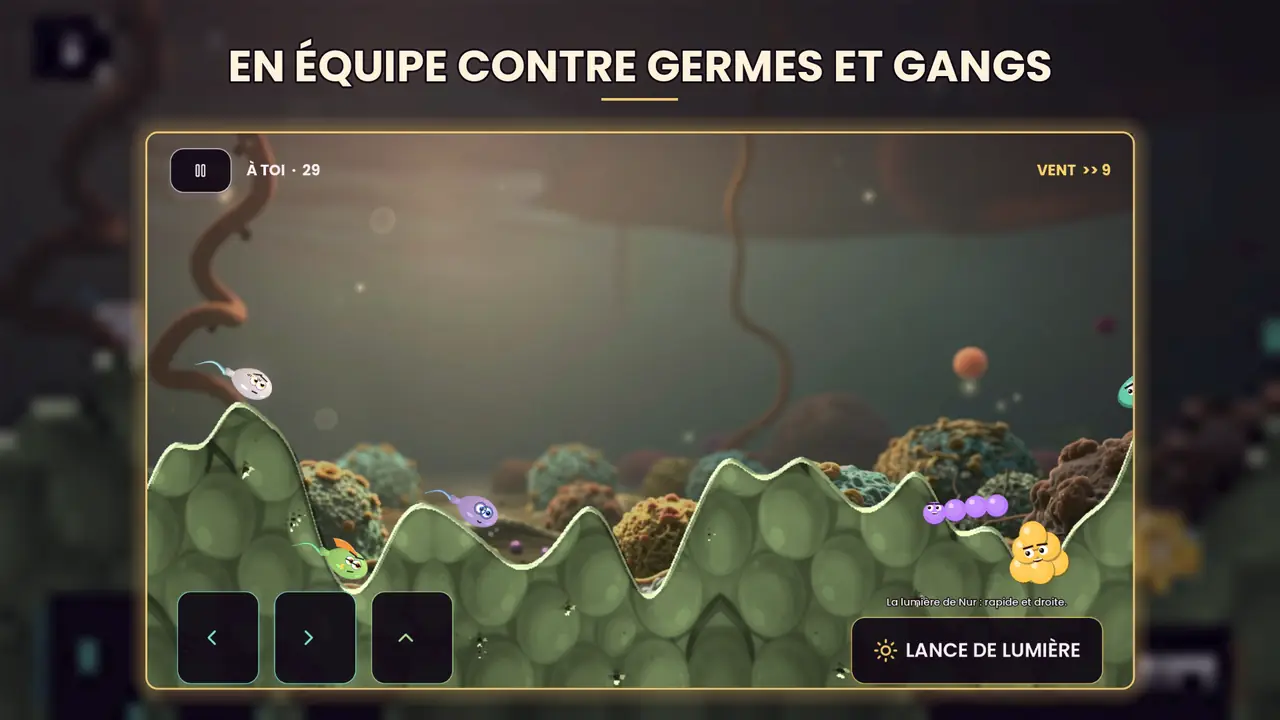 EN ÉQUIPE CONTRE GERMES ET GANGS
À TOI · 29
VENT >> 9
La lumière de Nur : rapide et droite.
LANCE DE LUMIÈRE